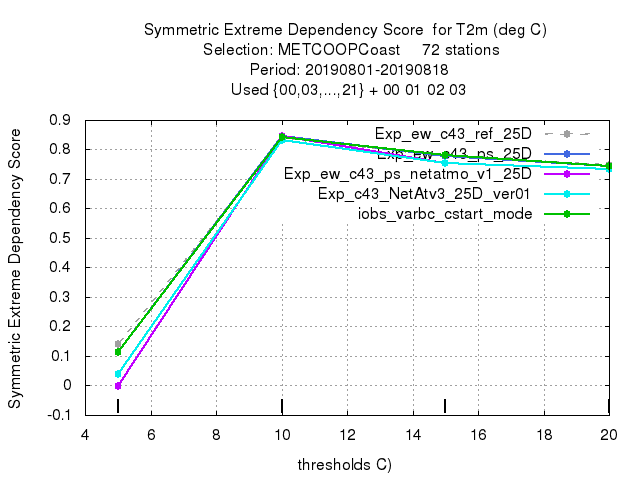 Symmetric Extreme Dependency Score for T2m (deg C)
Selection: METCOOPCoast 72 stations
Period: 20190801-20190818
Used {00,03,...,21} + 00 01 02 03
Symmetric Extreme Dependency Score
0.9
0.8
0.7
0.6
0.5
0.4
0.3
0.2
0.1
0
-0.1
Exp_ew_c43_ref_25D
Exp_ew_c43_ps_25D
Exp_ew_c43_ps_netatmo_v1_25D
Exp_c43_NetAtv3_25D_ver01
iobs_varbc_cstart_mode
4 6 8 10 12 14 16 18 20
thresholds C)